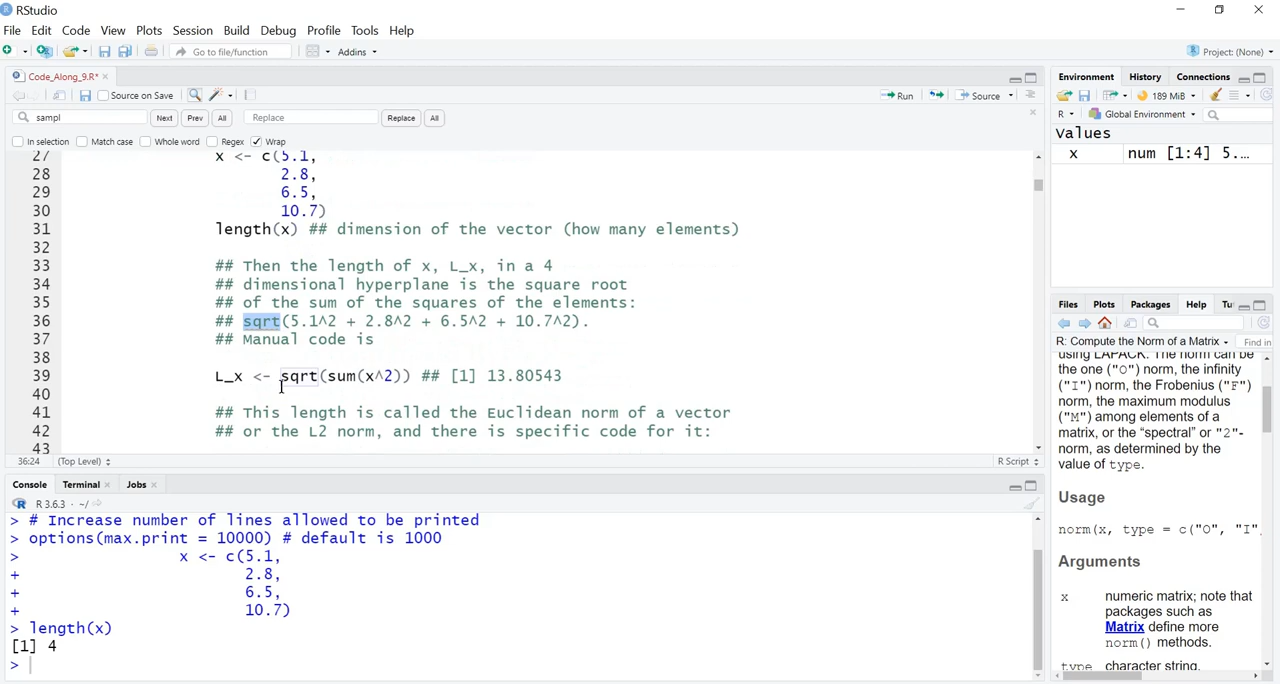 RStudio
File Edit Code View Plots Session Build Debug Profile Tools Help
Go to file/function Addins Project: (None)
Code_Along_9.R*
Source on Save Run Source
sampl Next Prev All Replace Replace All
In selection Match case Whole word Regex Wrap
27 x <- c(5.1,
28 2.8,
29 6.5,
30 10.7)
31 length(x) ## dimension of the vector (how many elements)
32
33 ## Then the length of x, L_x, in a 4
34 ## dimensional hyperplane is the square root
35 ## of the sum of the squares of the elements:
36 ## sqrt(5.1^2 + 2.8^2 + 6.5^2 + 10.7^2).
37 ## Manual code is
38
39 L_x <- sqrt(sum(x^2)) ## [1] 13.80543
40
41 ## This length is called the Euclidean norm of a vector
42 ## or the L2 norm, and there is specific code for it:
43
36:24 (Top Level) R Script
Console Terminal Jobs
R 3.6.3 · ~/
> # Increase number of lines allowed to be printed
> options(max.print = 10000) # default is 1000
> x <- c(5.1,
+ 2.8,
+ 6.5,
+ 10.7)
> length(x)
[1] 4
>
Environment History Connections
189 MiB
R Global Environment
Values
x num [1:4] 5.…
Files Plots Packages Help Tu
R: Compute the Norm of a Matrix Find in
using LAPACK. The norm can be
the one ("O") norm, the infinity
("I") norm, the Frobenius ("F")
norm, the maximum modulus
("M") among elements of a
matrix, or the “spectral” or "2"-
norm, as determined by the
value of type.
Usage
norm(x, type = c("O", "I",
Arguments
x numeric matrix; note that
packages such as
Matrix define more
norm() methods.
type character string,